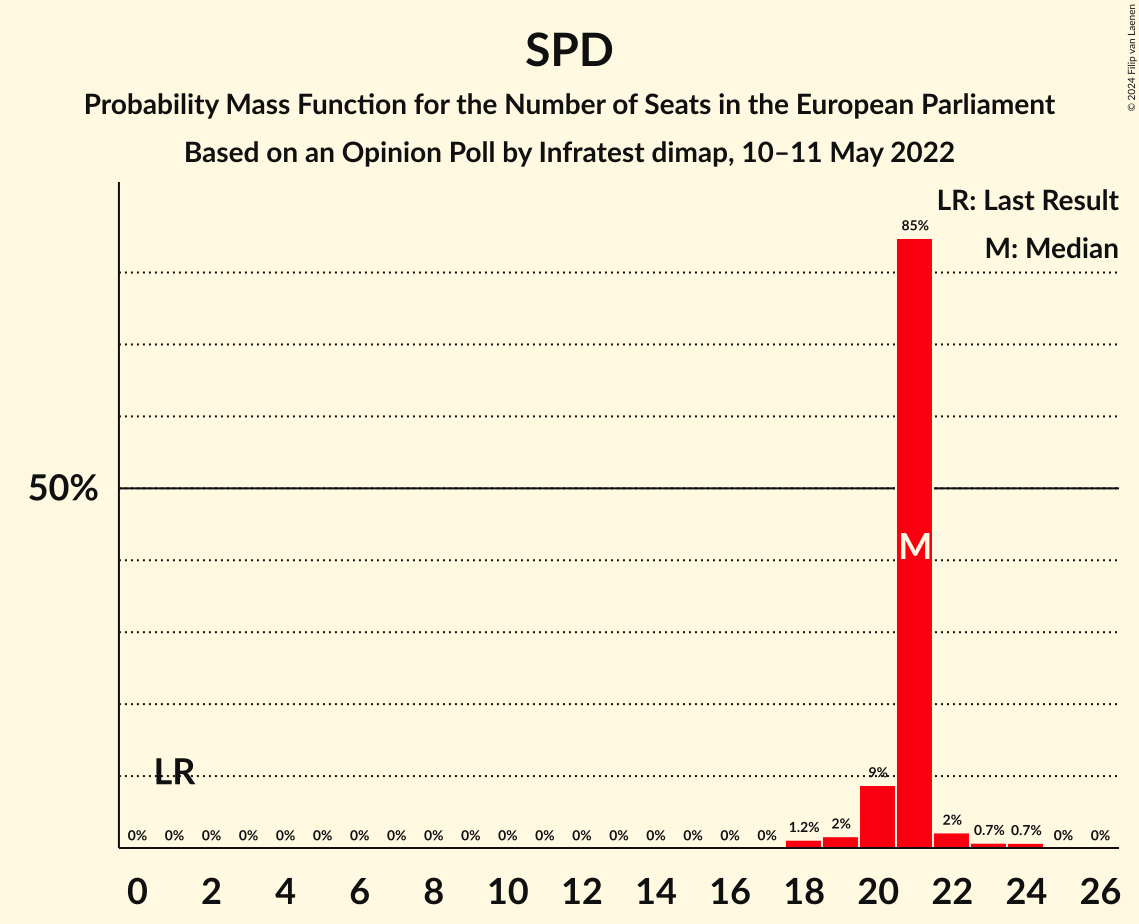 SPD
Probability Mass Function for the Number of Seats in the European Parliament
Based on an Opinion Poll by Infratest dimap, 10–11 May 2022
© 2024 Filip van Laenen
LR: Last Result
M: Median
85%
50%
M
LR
0% 0% 0% 0% 0% 0% 0% 0% 0% 0% 0% 0% 0% 0% 0% 0% 0% 0% 1.2% 2% 9% 2% 0.7% 0.7% 0% 0%
0 2 4 6 8 10 12 14 16 18 20 22 24 26